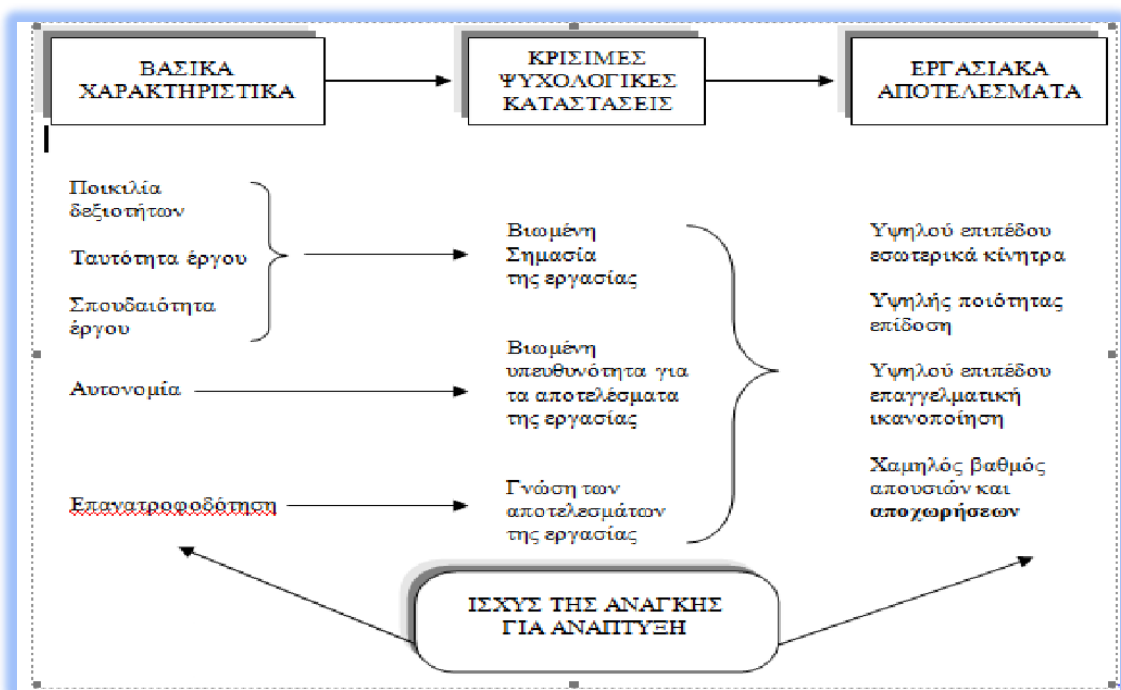 ΒΑΣΙΚΑ
ΧΑΡΑΚΤΗΡΙΣΤΙΚΑ
ΚΡΙΣΙΜΕΣ
ΨΥΧΟΛΟΓΙΚΕΣ
ΚΑΤΑΣΤΑΣΕΙΣ
ΕΡΓΑΣΙΑΚΑ
ΑΠΟΤΕΛΕΣΜΑΤΑ
Ποικιλία
δεξιοτήτων
Ταυτότητα έργου
Σπουδαιότητα
έργου
Αυτονομία
Επανατροφοδότηση
Βιωμένη
Σημασία
της εργασίας
Βιωμένη
υπευθυνότητα για
τα αποτελέσματα
της εργασίας
Γνώση των
αποτελεσμάτων
της εργασίας
Υψηλού επιπέδου
εσωτερικά κίνητρα
Υψηλής ποιότητας
επίδοση
Υψηλού επιπέδου
επαγγελματική
ικανοποίηση
Χαμηλός βαθμός
απουσιών και
αποχωρήσεων
ΙΣΧΥΣ ΤΗΣ ΑΝΑΓΚΗΣ
ΓΙΑ ΑΝΑΠΤΥΞΗ